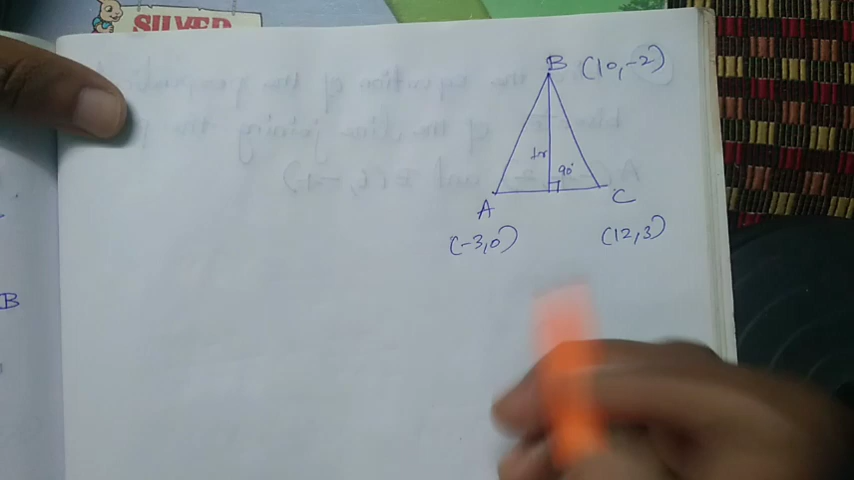 SILVER
B (10,-2)
90°
A
C
(-3,0)
(12,3)
B